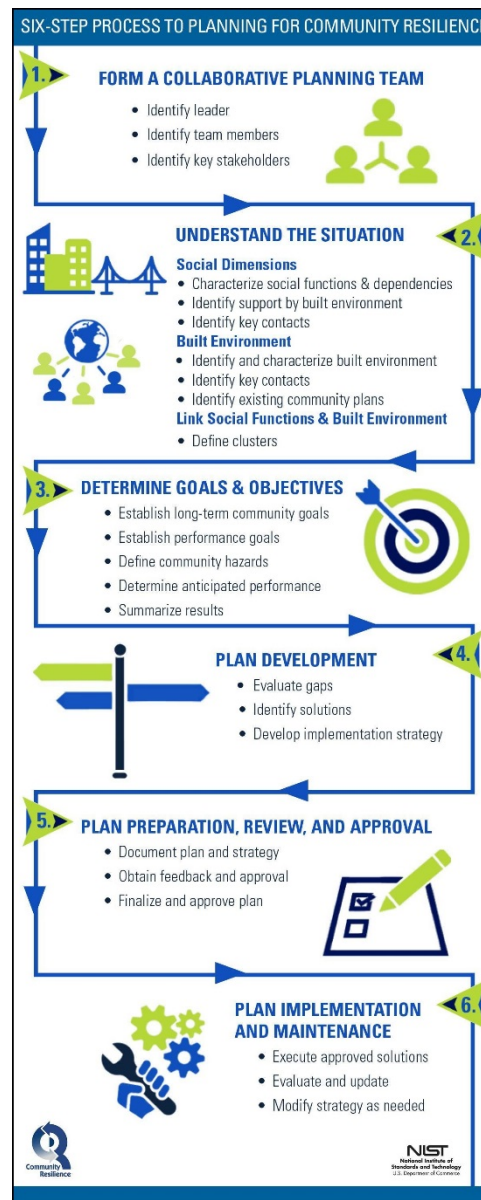 SIX-STEP PROCESS TO PLANNING FOR COMMUNITY RESILIENCE
1.
FORM A COLLABORATIVE PLANNING TEAM
• Identify leader
• Identify team members
• Identify key stakeholders
2.
UNDERSTAND THE SITUATION
Social Dimensions
• Characterize social functions & dependencies
• Identify support by built environment
• Identify key contacts
Built Environment
• Identify and characterize built environment
• Identify key contacts
• Identify existing community plans
Link Social Functions & Built Environment
• Define clusters
3.
DETERMINE GOALS & OBJECTIVES
• Establish long-term community goals
• Establish performance goals
• Define community hazards
• Determine anticipated performance
• Summarize results
4.
PLAN DEVELOPMENT
• Evaluate gaps
• Identify solutions
• Develop implementation strategy
5.
PLAN PREPARATION, REVIEW, AND APPROVAL
• Document plan and strategy
• Obtain feedback and approval
• Finalize and approve plan
6.
PLAN IMPLEMENTATION
AND MAINTENANCE
• Execute approved solutions
• Evaluate and update
• Modify strategy as needed
Community
Resilience
NIST
National Institute of
Standards and Technology
U.S. Department of Commerce